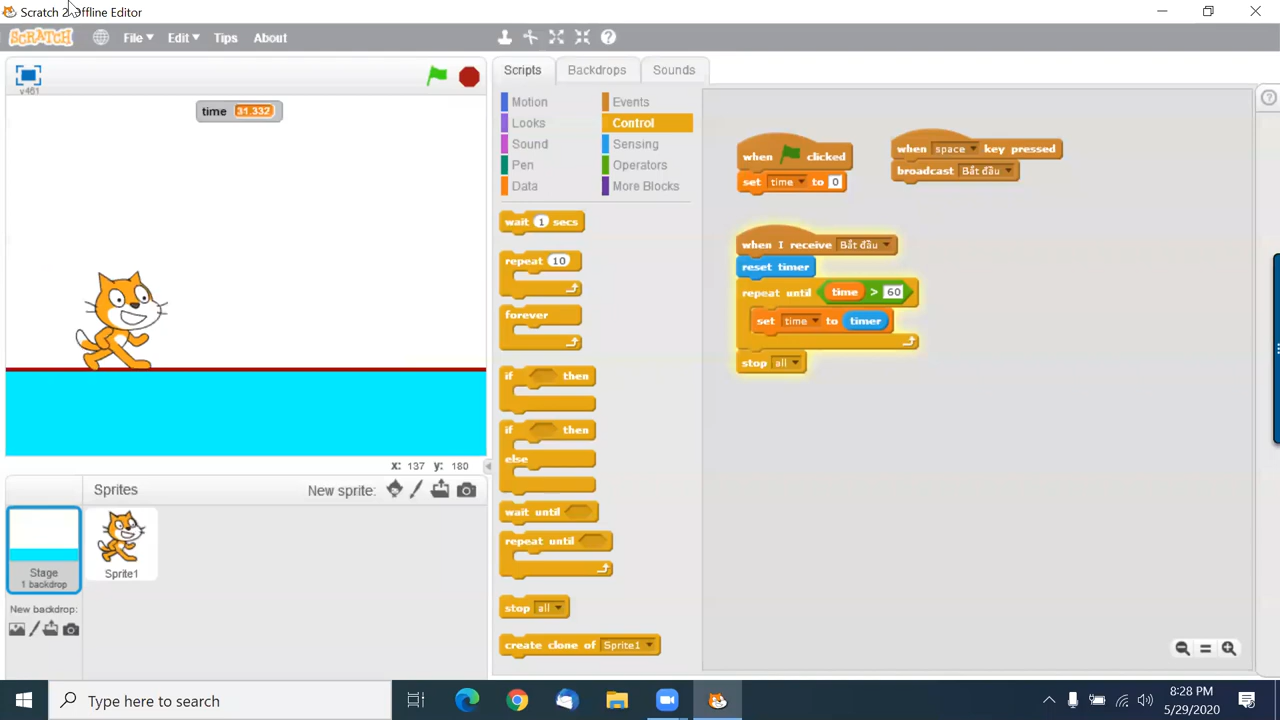 Scratch 2 Offline Editor
SCRATCH File Edit Tips About
v461
time 31.332
Scripts Backdrops Sounds
Motion Events
Looks Control
Sound Sensing
Pen Operators
Data More Blocks
wait 1 secs
repeat 10
forever
if then
if then
else
wait until
repeat until
stop all
create clone of Sprite1
when clicked
set time to 0
when space key pressed
broadcast Bắt đầu
when I receive Bắt đầu
reset timer
repeat until time > 60
set time to timer
stop all
x: 137 y: 180
Sprites New sprite:
Stage
1 backdrop
Sprite1
New backdrop:
Type here to search
8:28 PM
5/29/2020